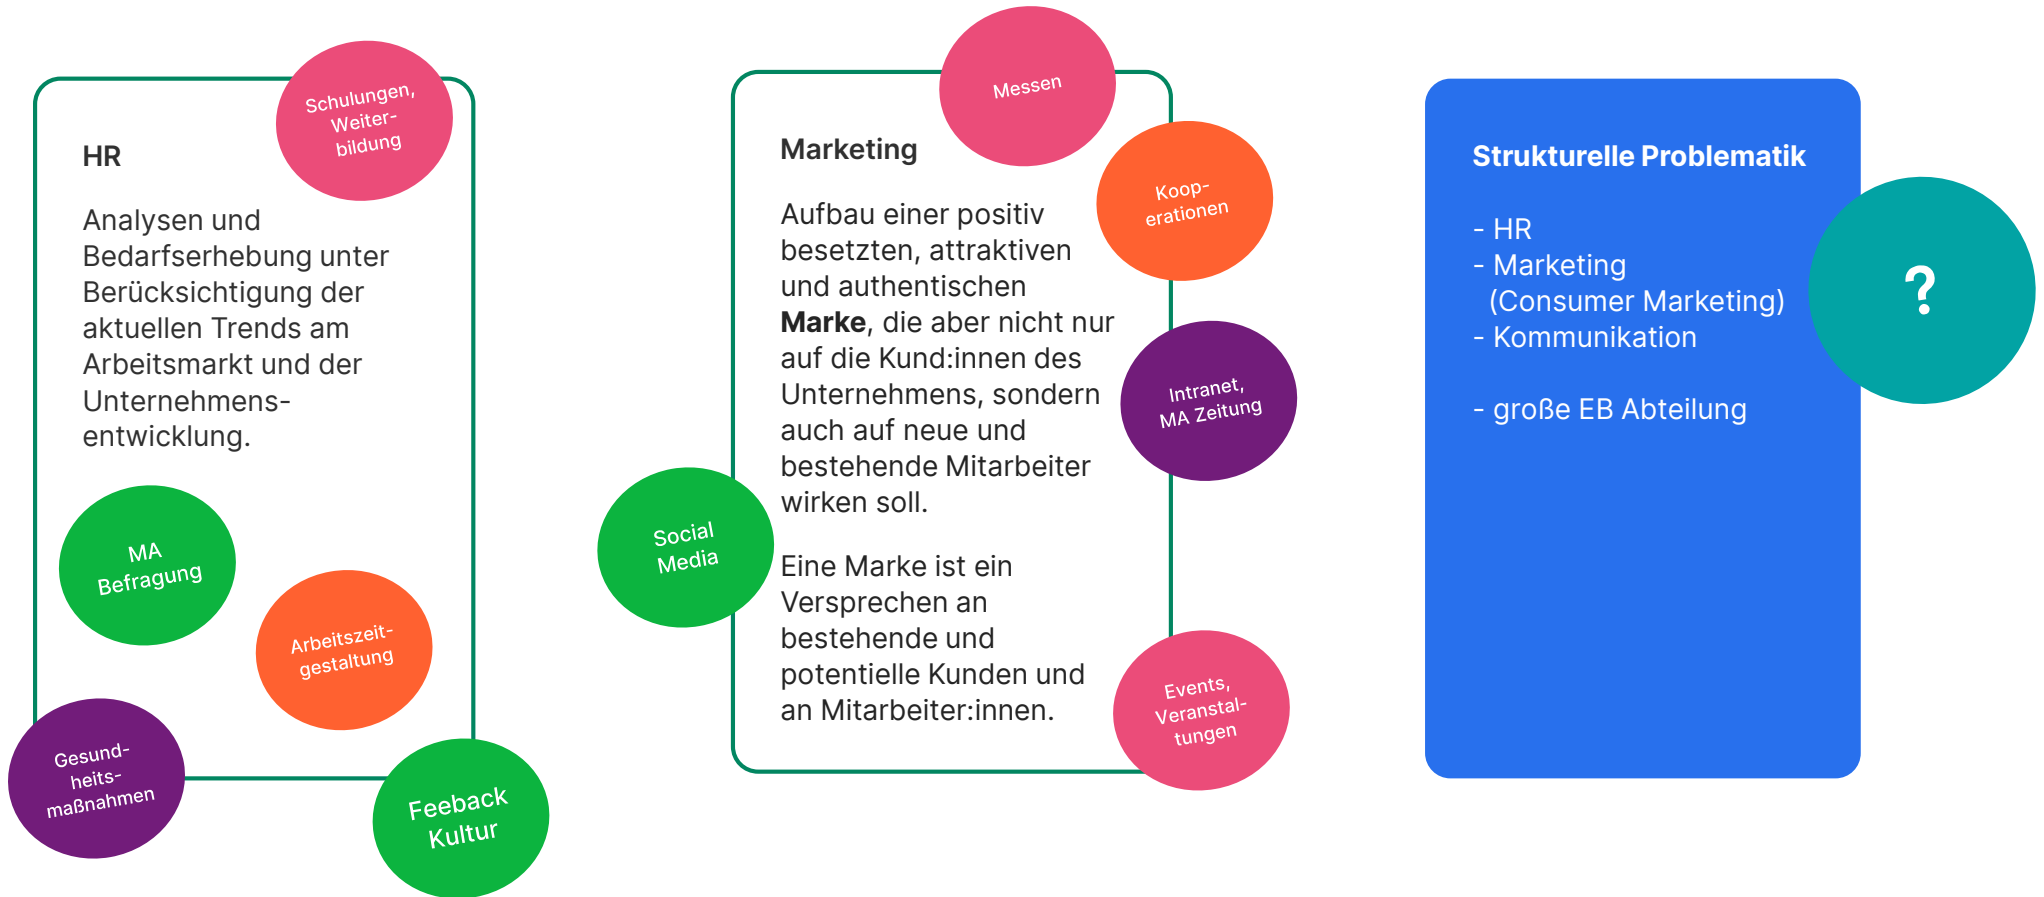 Schulungen,
Weiter-
bildung
HR
Analysen und
Bedarfserhebung unter
Berücksichtigung der
aktuellen Trends am
Arbeitsmarkt und der
Unternehmens-
entwicklung.
MA
Befragung
Arbeitszeit-
gestaltung
Gesund-
heits-
maßnahmen
Feeback
Kultur
Messen
Marketing
Koop-
erationen
Aufbau einer positiv
besetzten, attraktiven
und authentischen
Marke, die aber nicht nur
auf die Kund:innen des
Unternehmens, sondern
auch auf neue und
bestehende Mitarbeiter
wirken soll.
Intranet,
MA Zeitung
Social
Media
Eine Marke ist ein
Versprechen an
bestehende und
potentielle Kunden und
an Mitarbeiter:innen.
Events,
Veranstal-
tungen
Strukturelle Problematik
- HR
- Marketing
(Consumer Marketing)
- Kommunikation
- große EB Abteilung
?